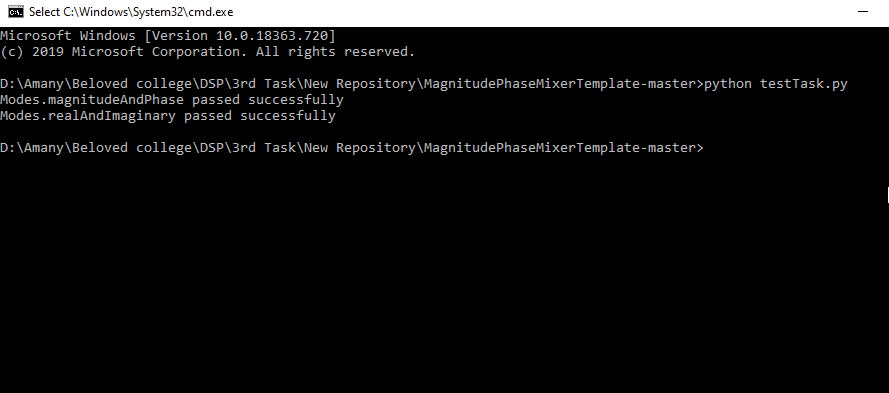 Select C:\Windows\System32\cmd.exe
Microsoft Windows [Version 10.0.18363.720]
(c) 2019 Microsoft Corporation. All rights reserved.
D:\Amany\Beloved college\DSP\3rd Task\New Repository\MagnitudePhaseMixerTemplate-master>python testTask.py
Modes.magnitudeAndPhase passed successfully
Modes.realAndImaginary passed successfully
D:\Amany\Beloved college\DSP\3rd Task\New Repository\MagnitudePhaseMixerTemplate-master>